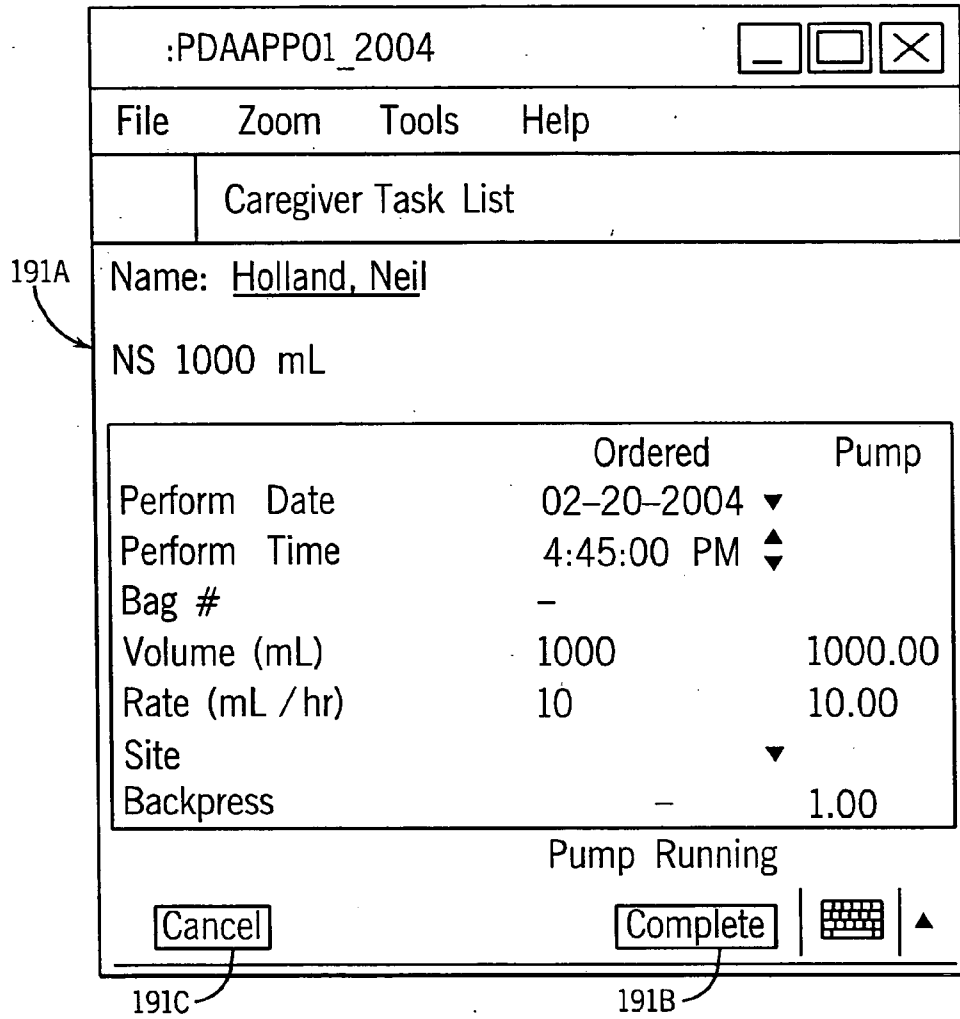 :PDAAPP01_2004
File Zoom Tools Help
Caregiver Task List
191A
Name: Holland, Neil
NS 1000 mL
Ordered Pump
Perform Date 02–20–2004
Perform Time 4:45:00 PM
Bag # –
Volume (mL) 1000 1000.00
Rate (mL / hr) 10 10.00
Site
Backpress – 1.00
Pump Running
Cancel Complete
191C 191B